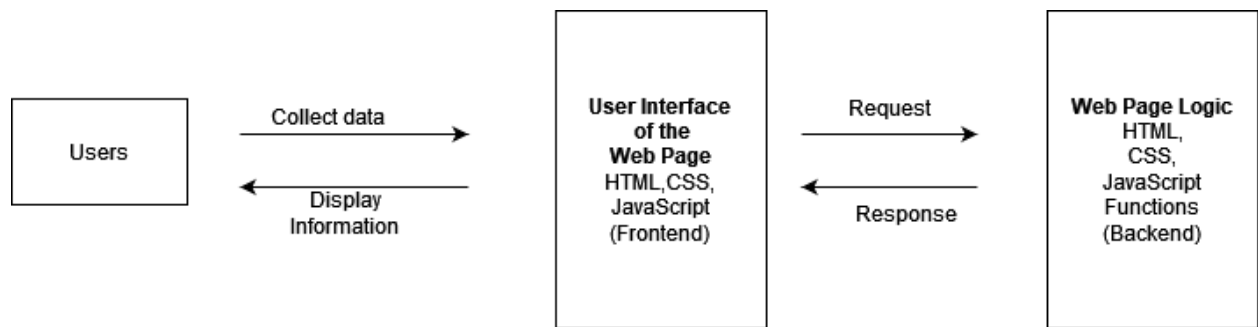 Users
Collect data
Display
Information
User Interface
of the
Web Page
HTML,CSS,
JavaScript
(Frontend)
Request
Response
Web Page Logic
HTML,
CSS,
JavaScript
Functions
(Backend)